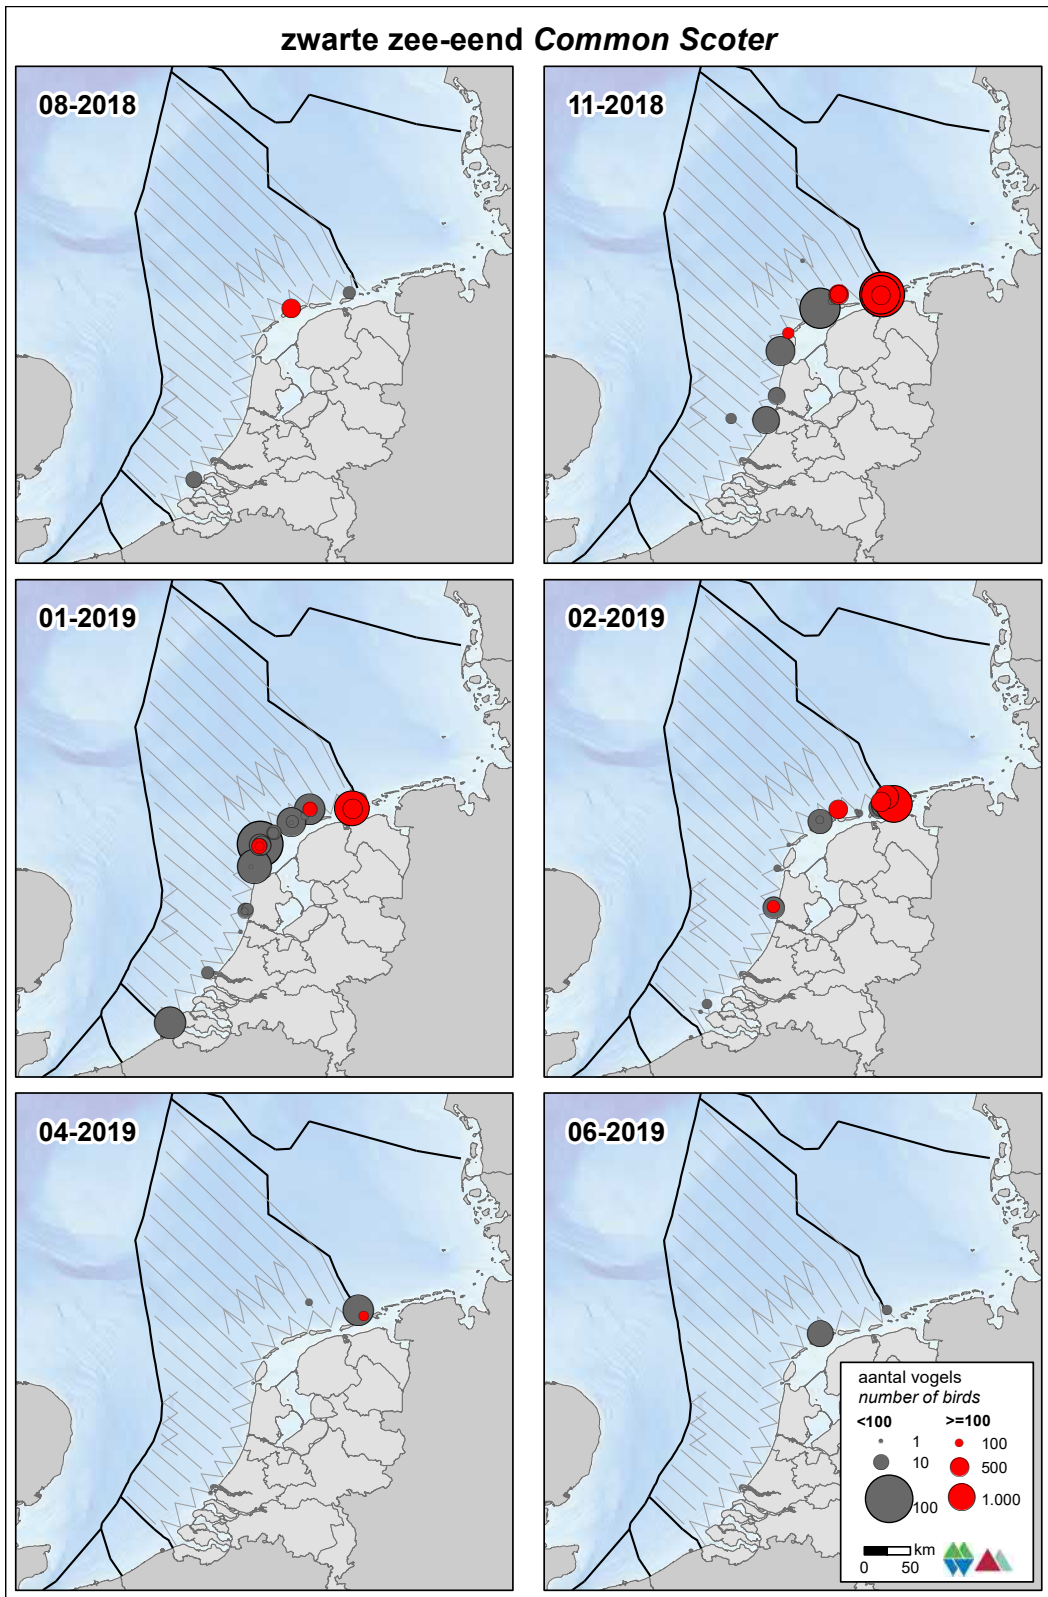 zwarte zee-eend Common Scoter
08-2018
11-2018
01-2019
02-2019
04-2019
06-2019
aantal vogels
number of birds
<100 >=100
1 100
10 500
100 1.000
km
0 50